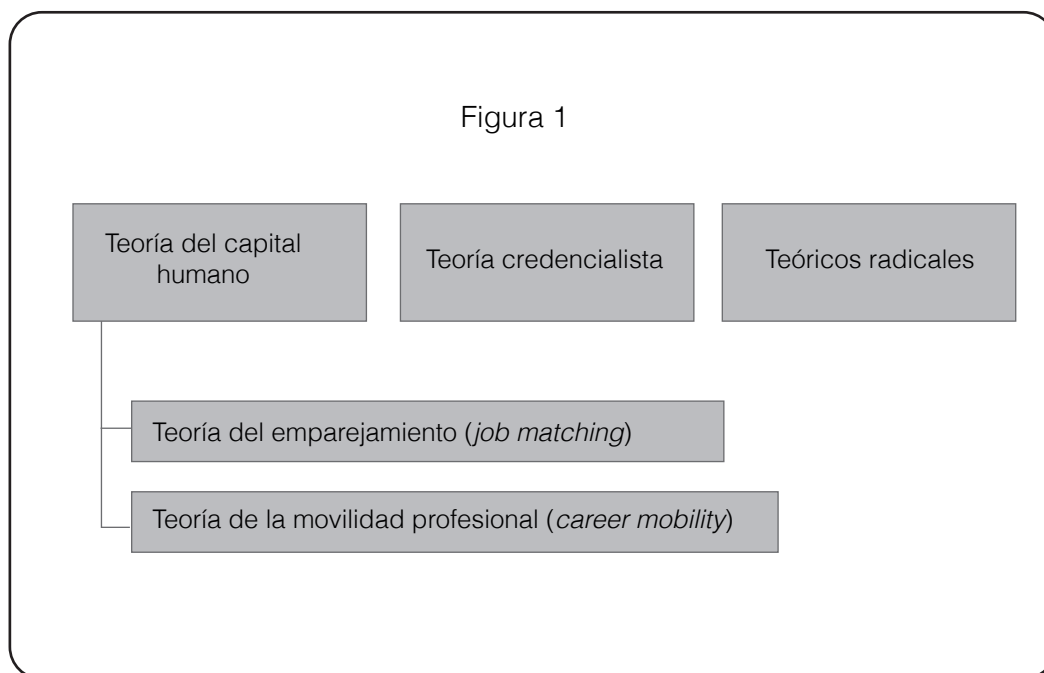 Figura 1
Teoría del capital
humano
Teoría credencialista
Teóricos radicales
Teoría del emparejamiento (job matching)
Teoría de la movilidad profesional (career mobility)